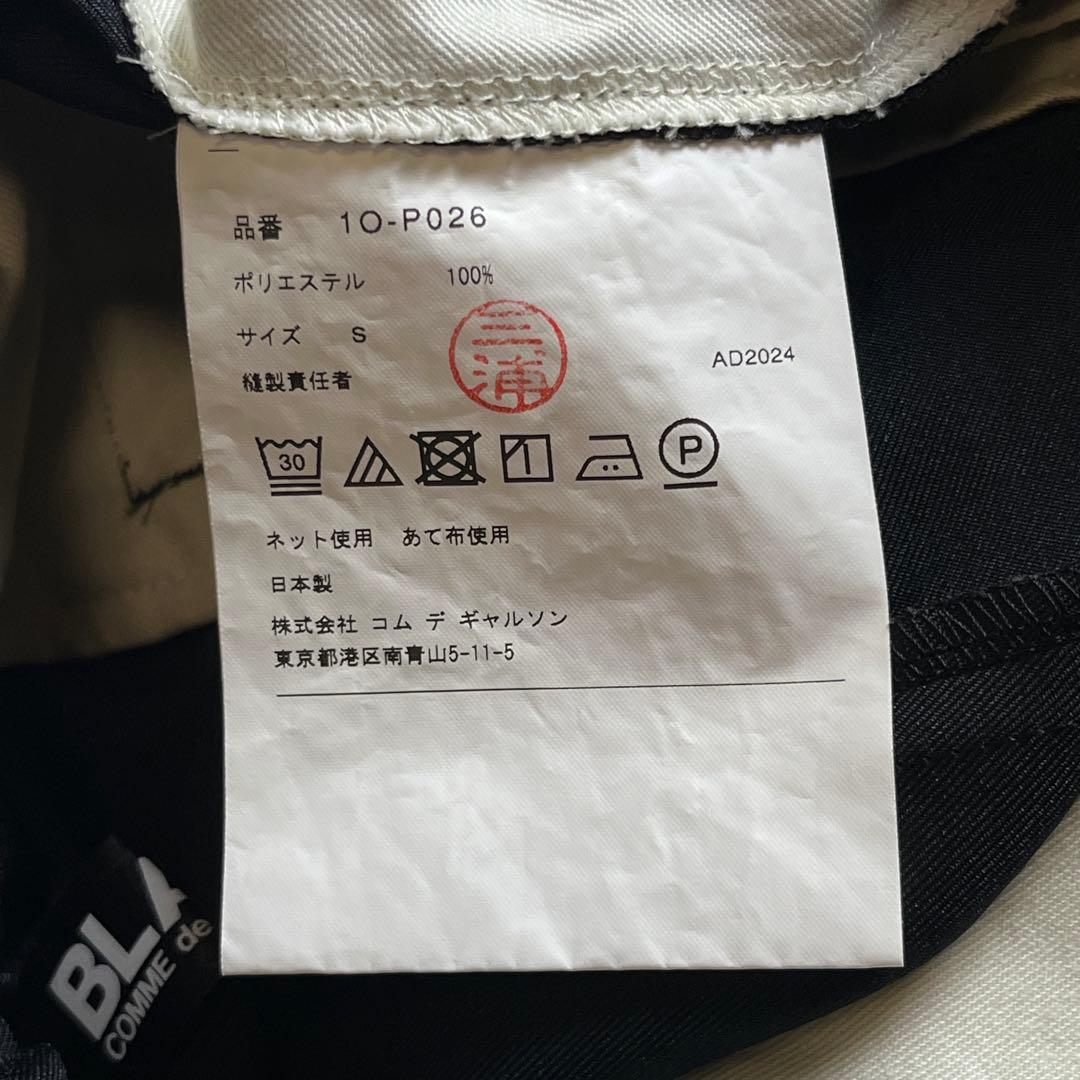 品番 1O-P026
ポリエステル 100%
サイズ S
三浦
AD2024
縫製責任者
30
P
ネット使用 あて布使用
日本製
株式会社 コム デ ギャルソン
東京都港区南青山5-11-5
BLA
COMME de